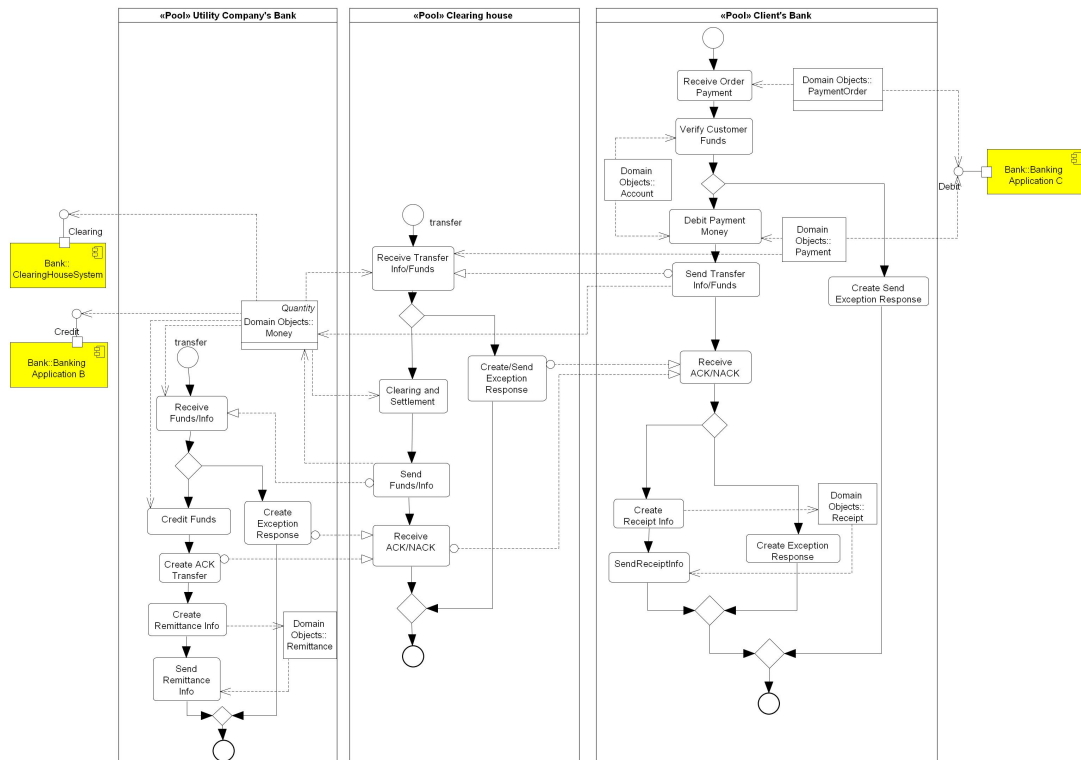 «Pool» Utility Company's Bank
«Pool» Clearing house
«Pool» Client's Bank
Receive Order
Payment
Domain Objects::
PaymentOrder
Verify Customer
Funds
Domain
Objects::
Account
Debit
Bank::Banking
Application C
Debit Payment
Money
Domain
Objects::
Payment
transfer
Clearing
Bank::
ClearingHouseSystem
Receive Transfer
Info/Funds
Send Transfer
Info/Funds
Create Send
Exception Response
Quantity
Domain Objects::
Money
Credit
Bank::Banking
Application B
transfer
Create/Send
Exception
Response
Receive
ACK/NACK
Clearing and
Settlement
Receive
Funds/Info
Send
Funds/Info
Create
Receipt Info
Domain
Objects::
Receipt
Credit Funds
Create
Exception
Response
Receive
ACK/NACK
Create Exception
Response
Create ACK
Transfer
SendReceiptInfo
Create
Remittance Info
Domain
Objects::
Remittance
Send
Remittance
Info